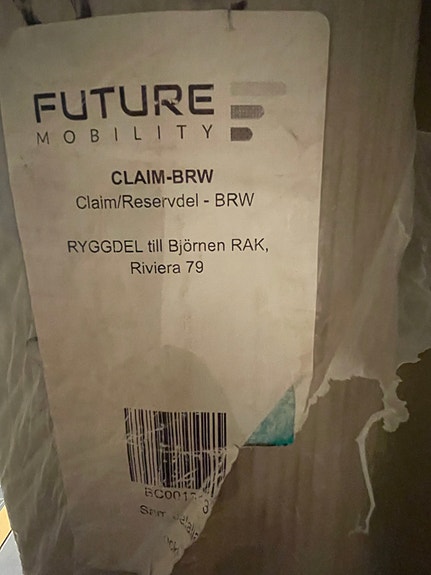 FUTURE
MOBILITY
CLAIM-BRW
Claim/Reservdel - BRW
RYGGDEL till Björnen RAK,
Riviera 79